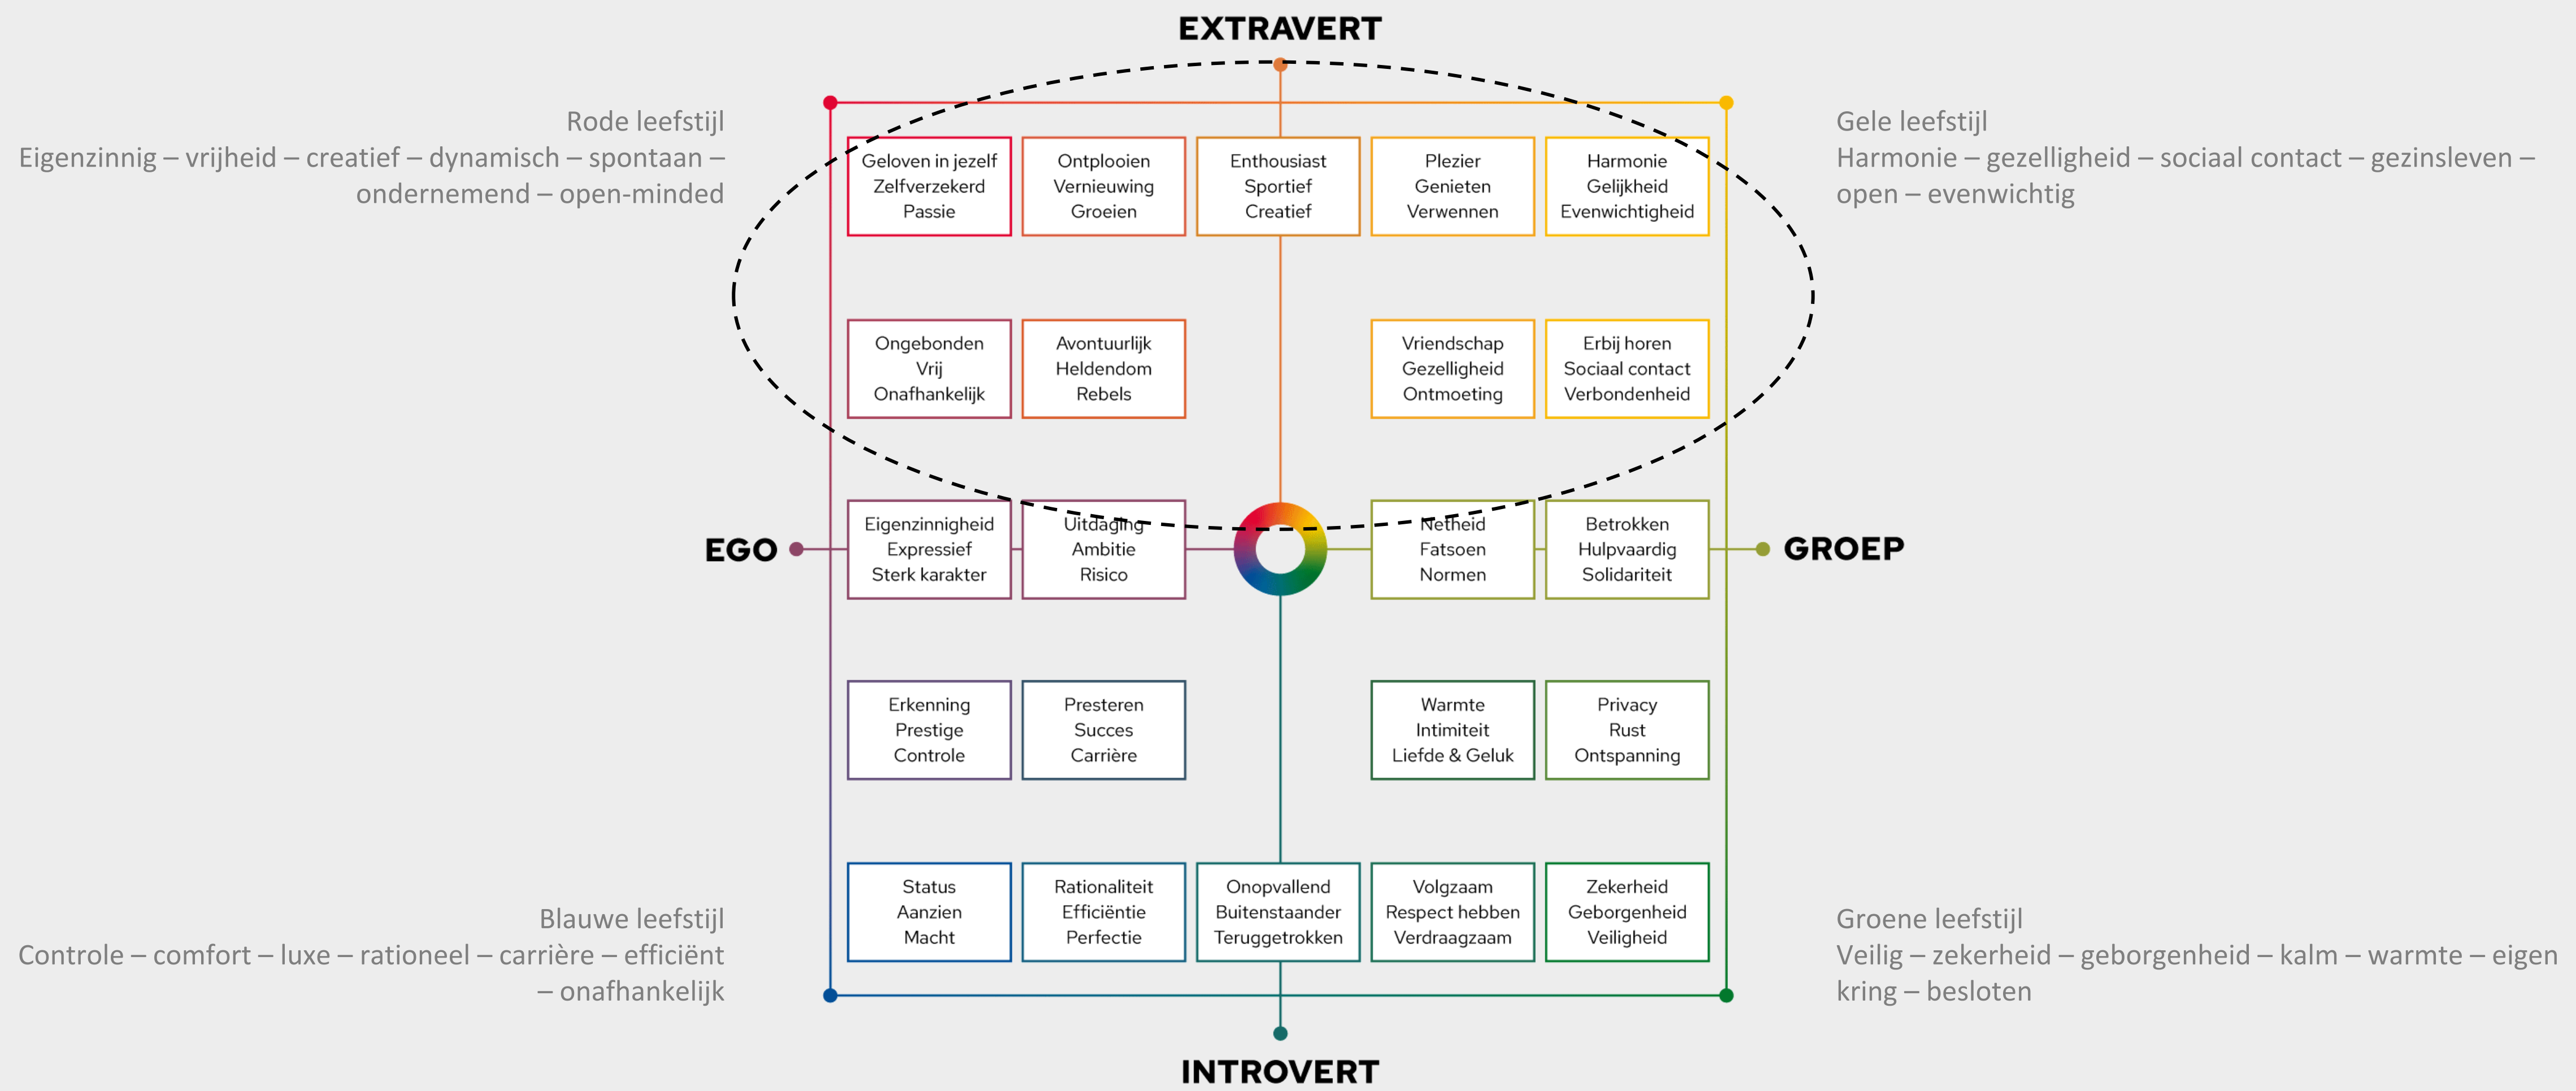 EXTRAVERT
Rode leefstijl
Eigenzinnig – vrijheid – creatief – dynamisch – spontaan –
ondernemend – open-minded
Gele leefstijl
Harmonie – gezelligheid – sociaal contact – gezinsleven –
open – evenwichtig
Geloven in jezelf
Zelfverzekerd
Passie
Ontplooien
Vernieuwing
Groeien
Enthousiast
Sportief
Creatief
Plezier
Genieten
Verwennen
Harmonie
Gelijkheid
Evenwichtigheid
Ongebonden
Vrij
Onafhankelijk
Avontuurlijk
Heldendom
Rebels
Vriendschap
Gezelligheid
Ontmoeting
Erbij horen
Sociaal contact
Verbondenheid
EGO
Eigenzinnigheid
Expressief
Sterk karakter
Uitdaging
Ambitie
Risico
Netheid
Fatsoen
Normen
Betrokken
Hulpvaardig
Solidariteit
GROEP
Erkenning
Prestige
Controle
Presteren
Succes
Carrière
Warmte
Intimiteit
Liefde & Geluk
Privacy
Rust
Ontspanning
Status
Aanzien
Macht
Rationaliteit
Efficiëntie
Perfectie
Onopvallend
Buitenstaander
Teruggetrokken
Volgzaam
Respect hebben
Verdraagzaam
Zekerheid
Geborgenheid
Veiligheid
Blauwe leefstijl
Controle – comfort – luxe – rationeel – carrière – efficiënt
– onafhankelijk
Groene leefstijl
Veilig – zekerheid – geborgenheid – kalm – warmte – eigen
kring – besloten
INTROVERT